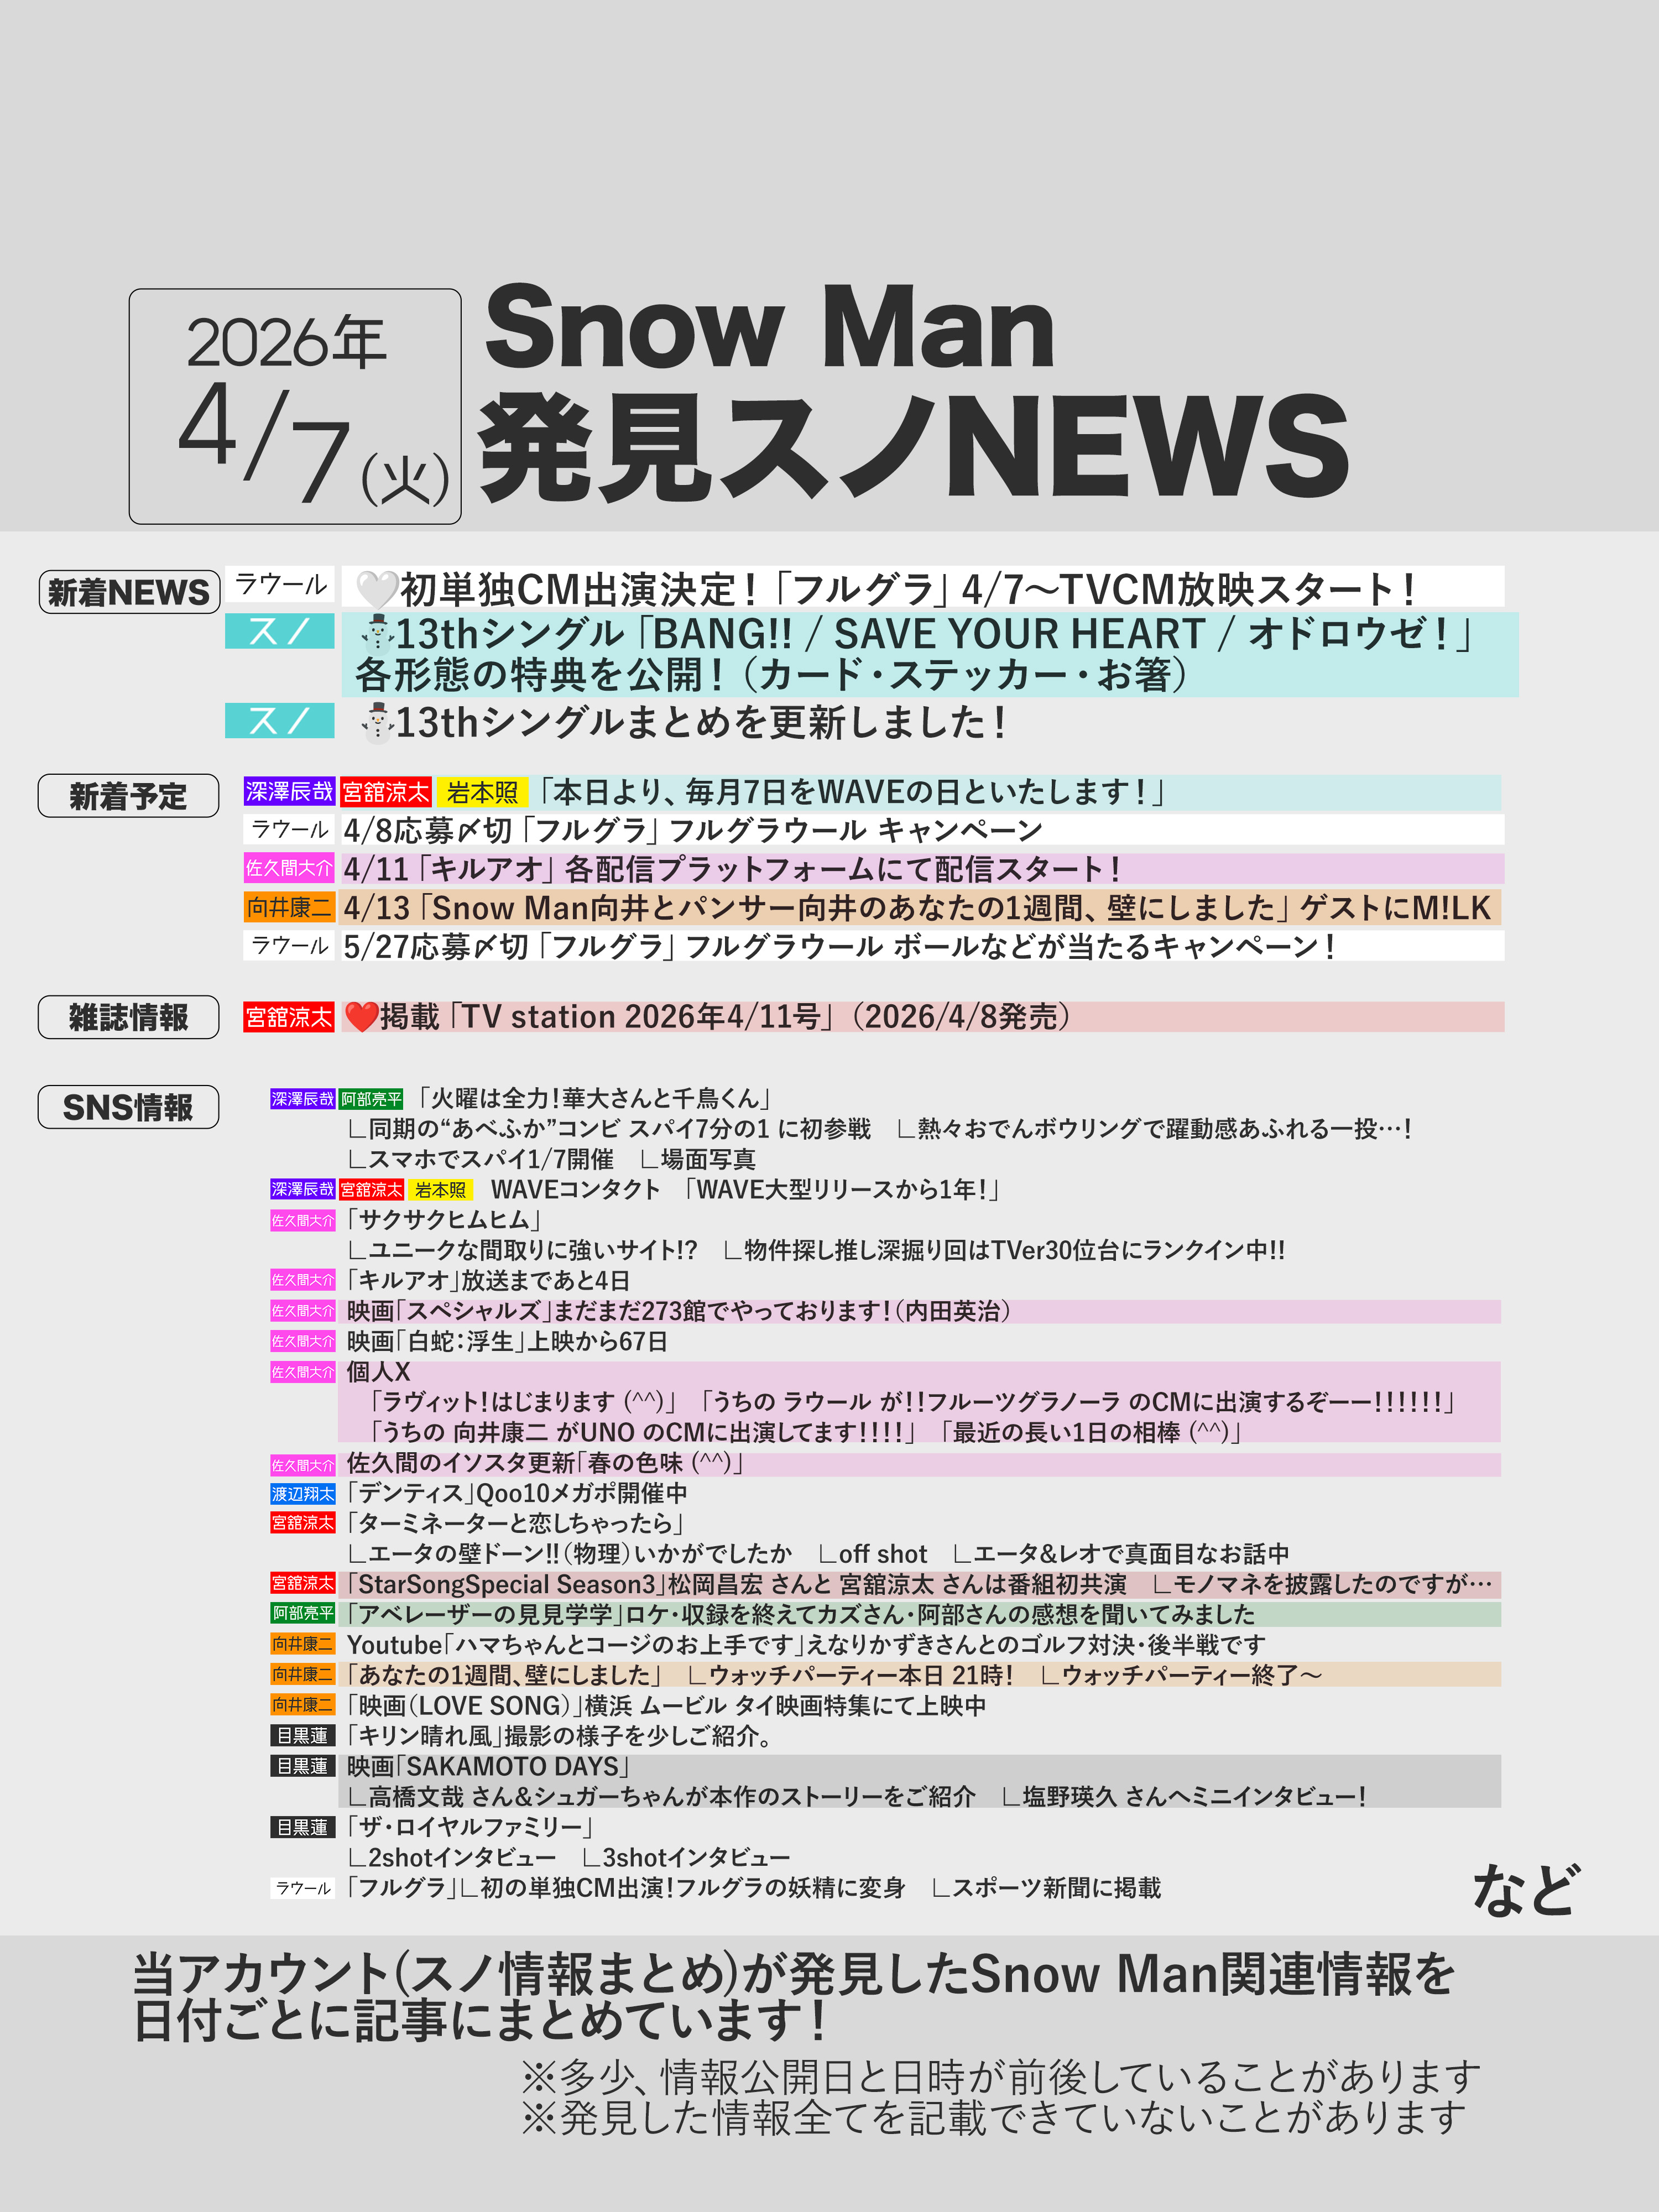 2026年
4/7(火)
Snow Man
発見スノNEWS
新着NEWS
ラウール 🤍初単独CM出演決定！「フルグラ」4/7～TVCM放映スタート！
スノ ⛄13thシングル「BANG!! / SAVE YOUR HEART / オドロウゼ！」
各形態の特典を公開！（カード・ステッカー・お箸）
スノ ⛄13thシングルまとめを更新しました！
新着予定
深澤辰哉 宮舘涼太 岩本照 「本日より、毎月7日をWAVEの日といたします！」
ラウール 4/8応募〆切「フルグラ」フルグラウール キャンペーン
佐久間大介 4/11「キルアオ」各配信プラットフォームにて配信スタート！
向井康二 4/13「Snow Man向井とパンサー向井のあなたの1週間、壁にしました」ゲストにM!LK
ラウール 5/27応募〆切「フルグラ」フルグラウール ボールなどが当たるキャンペーン！
雑誌情報
宮舘涼太 ❤️掲載「TV station 2026年4/11号」（2026/4/8発売）
SNS情報
深澤辰哉 阿部亮平 「火曜は全力！華大さんと千鳥くん」
∟同期の“あべふか”コンビ スパイ7分の1 に初参戦　∟熱々おでんボウリングで躍動感あふれる一投…！
∟スマホでスパイ1/7開催　∟場面写真
深澤辰哉 宮舘涼太 岩本照 WAVEコンタクト　「WAVE大型リリースから1年！」
佐久間大介 「サクサクヒムヒム」
∟ユニークな間取りに強いサイト!?　∟物件探し推し深掘り回はTVer30位台にランクイン中!!
佐久間大介 「キルアオ」放送まであと4日
佐久間大介 映画「スペシャルズ」まだまだ273館でやっております！（内田英治）
佐久間大介 映画「白蛇：浮生」上映から67日
佐久間大介 個人X
「ラヴィット！はじまります (^^)」　「うちの ラウール が！！フルーツグラノーラ のCMに出演するぞーー！！！！！！」
「うちの 向井康二 がUNO のCMに出演してます！！！！」　「最近の長い1日の相棒 (^^)」
佐久間大介 佐久間のイソスタ更新「春の色味 (^^)」
渡辺翔太 「デンティス」Qoo10メガポ開催中
宮舘涼太 「ターミネーターと恋しちゃったら」
∟エータの壁ドーン!!（物理）いかがでしたか　∟off shot　∟エータ&レオで真面目なお話中
宮舘涼太 「StarSongSpecial Season3」松岡昌宏 さんと 宮舘涼太 さんは番組初共演　∟モノマネを披露したのですが…
阿部亮平 「アベレーザーの見見学学」ロケ・収録を終えてカズさん・阿部さんの感想を聞いてみました
向井康二 Youtube「ハマちゃんとコージのお上手です」えなりかずきさんとのゴルフ対決・後半戦です
向井康二 「あなたの1週間、壁にしました」　∟ウォッチパーティー本日 21時！　∟ウォッチパーティー終了～
向井康二 「映画（LOVE SONG）」横浜 ムービル タイ映画特集にて上映中
目黒蓮 「キリン晴れ風」撮影の様子を少しご紹介。
目黒蓮 映画「SAKAMOTO DAYS」
∟高橋文哉 さん＆シュガーちゃんが本作のストーリーをご紹介　∟塩野瑛久 さんへミニインタビュー！
目黒蓮 「ザ・ロイヤルファミリー」
∟2shotインタビュー　∟3shotインタビュー
ラウール 「フルグラ」∟初の単独CM出演！フルグラの妖精に変身　∟スポーツ新聞に掲載
など
当アカウント(スノ情報まとめ)が発見したSnow Man関連情報を
日付ごとに記事にまとめています！
※多少、情報公開日と日時が前後していることがあります
※発見した情報全てを記載できていないことがあります